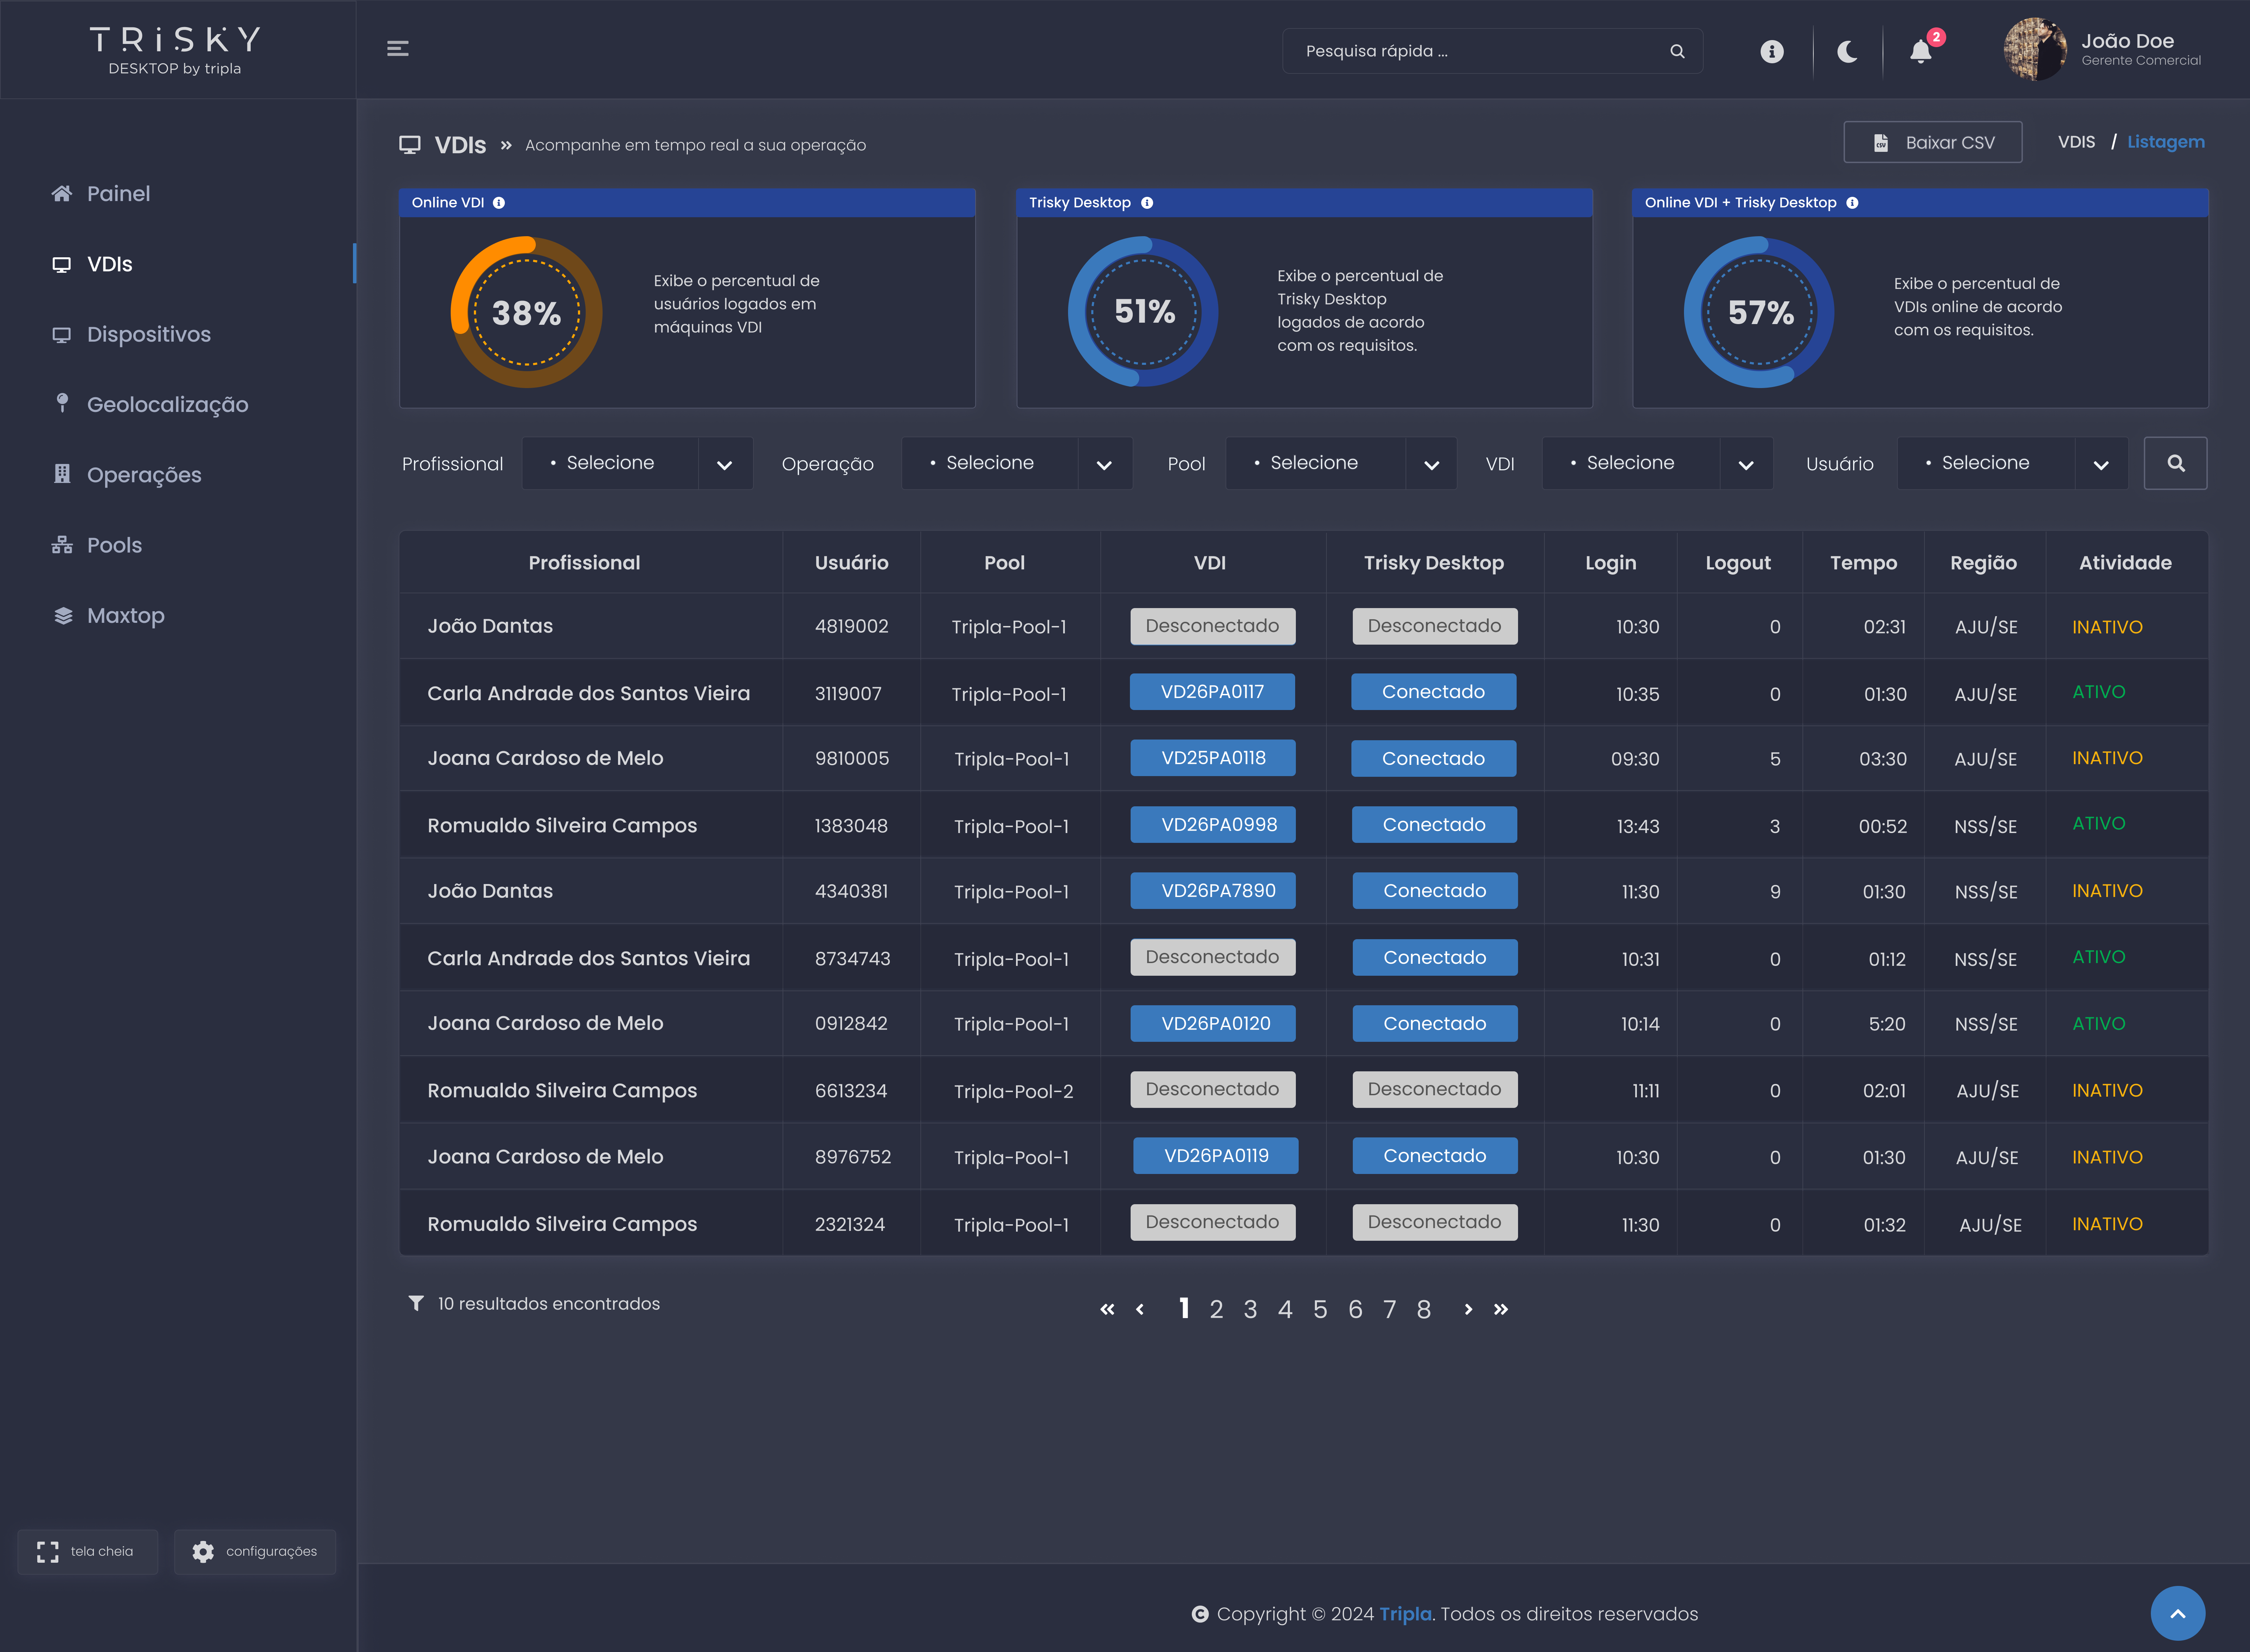 TRiSKY
DESKTOP by tripla
Pesquisa rápida ...
2
João Doe
Gerente Comercial
Painel
VDIs
Dispositivos
Geolocalização
Operações
Pools
Maxtop
tela cheia
configurações
VDIs » Acompanhe em tempo real a sua operação
CSV
Baixar CSV
VDIS / Listagem
Online VDI
38%
Exibe o percentual de
usuários logados em
máquinas VDI
Trisky Desktop
51%
Exibe o percentual de
Trisky Desktop
logados de acordo
com os requisitos.
Online VDI + Trisky Desktop
57%
Exibe o percentual de
VDIs online de acordo
com os requisitos.
Profissional • Selecione Operação • Selecione Pool • Selecione VDI • Selecione Usuário • Selecione
Profissional Usuário Pool VDI Trisky Desktop Login Logout Tempo Região Atividade
João Dantas 4819002 Tripla-Pool-1 Desconectado Desconectado 10:30 0 02:31 AJU/SE INATIVO
Carla Andrade dos Santos Vieira 3119007 Tripla-Pool-1 VD26PA0117 Conectado 10:35 0 01:30 AJU/SE ATIVO
Joana Cardoso de Melo 9810005 Tripla-Pool-1 VD25PA0118 Conectado 09:30 5 03:30 AJU/SE INATIVO
Romualdo Silveira Campos 1383048 Tripla-Pool-1 VD26PA0998 Conectado 13:43 3 00:52 NSS/SE ATIVO
João Dantas 4340381 Tripla-Pool-1 VD26PA7890 Conectado 11:30 9 01:30 NSS/SE INATIVO
Carla Andrade dos Santos Vieira 8734743 Tripla-Pool-1 Desconectado Conectado 10:31 0 01:12 NSS/SE ATIVO
Joana Cardoso de Melo 0912842 Tripla-Pool-1 VD26PA0120 Conectado 10:14 0 5:20 NSS/SE ATIVO
Romualdo Silveira Campos 6613234 Tripla-Pool-2 Desconectado Desconectado 11:11 0 02:01 AJU/SE INATIVO
Joana Cardoso de Melo 8976752 Tripla-Pool-1 VD26PA0119 Conectado 10:30 0 01:30 AJU/SE INATIVO
Romualdo Silveira Campos 2321324 Tripla-Pool-1 Desconectado Desconectado 11:30 0 01:32 AJU/SE INATIVO
10 resultados encontrados
« ‹ 1 2 3 4 5 6 7 8 › »
Copyright © 2024 Tripla. Todos os direitos reservados